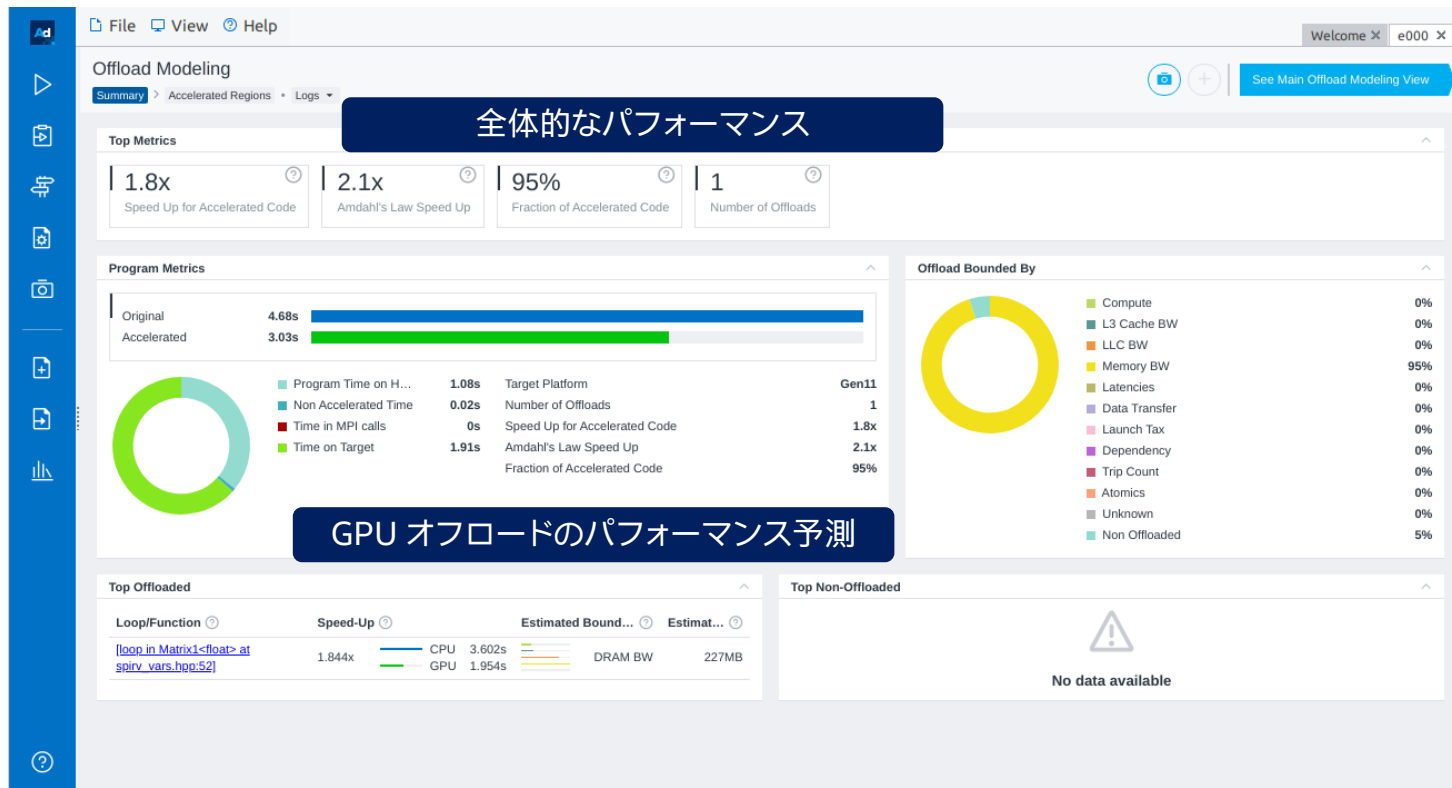 Ad
File View Help
Welcome × e000 ×
Offload Modeling
See Main Offload Modeling View
Summary > Accelerated Regions • Logs
全体的なパフォーマンス
Top Metrics
1.8x 2.1x 95% 1
Speed Up for Accelerated Code Amdahl's Law Speed Up Fraction of Accelerated Code Number of Offloads
Program Metrics
Original 4.68s
Accelerated 3.03s
Program Time on H... 1.08s Target Platform Gen11
Non Accelerated Time 0.02s Number of Offloads 1
Time in MPI calls 0s Speed Up for Accelerated Code 1.8x
Time on Target 1.91s Amdahl's Law Speed Up 2.1x
Fraction of Accelerated Code 95%
GPU オフロードのパフォーマンス予測
Offload Bounded By
Compute 0%
L3 Cache BW 0%
LLC BW 0%
Memory BW 95%
Latencies 0%
Data Transfer 0%
Launch Tax 0%
Dependency 0%
Trip Count 0%
Atomics 0%
Unknown 0%
Non Offloaded 5%
Top Offloaded
Loop/Function Speed-Up Estimated Bound... Estimat...
[loop in Matrix1<float> at
spirv_vars.hpp:52]
1.844x CPU 3.602s
GPU 1.954s
DRAM BW 227MB
Top Non-Offloaded
No data available